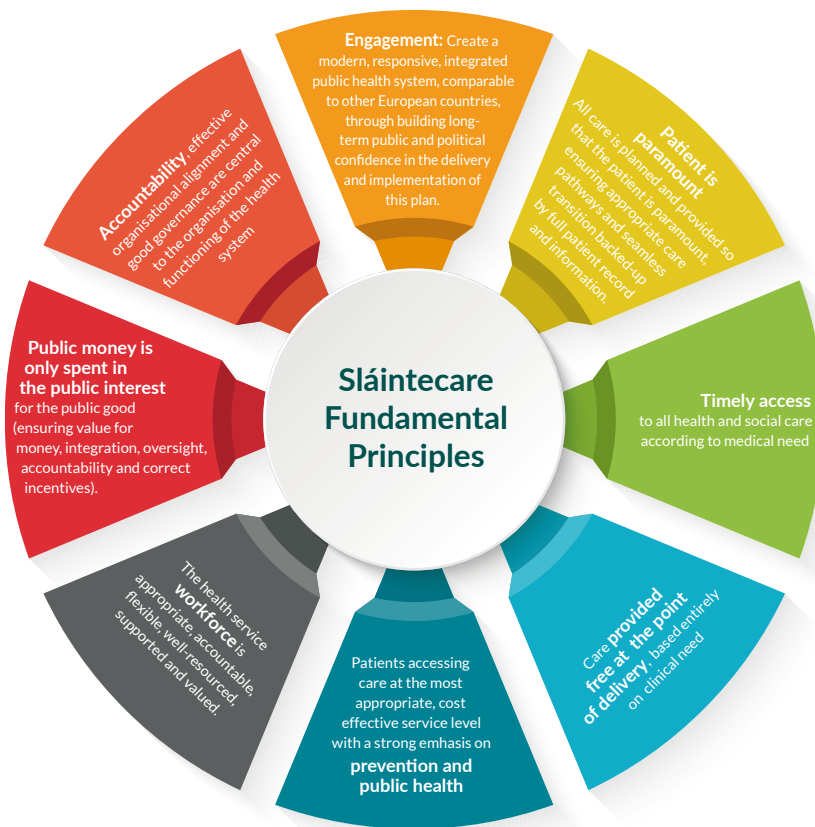 Engagement: Create a
modern, responsive, integrated
public health system, comparable
to other European countries,
through building long-
term public and political
confidence in the delivery
and implementation of
this plan.
Patient is
paramount
All care is planned and provided so
that the patient is paramount,
ensuring appropriate care
pathways and seamless
transition backed-up
by full patient record
and information.
Timely access
to all health and social care
according to medical need
Care provided
free at the point
of delivery, based entirely
on clinical need
Patients accessing
care at the most
appropriate, cost
effective service level
with a strong emhasis on
prevention and
public health
The health service
workforce is
appropriate, accountable,
flexible, well-resourced,
supported and valued.
Public money is
only spent in
the public interest
for the public good
(ensuring value for
money, integration, oversight,
accountability and correct
incentives).
Accountability, effective
organisational alignment and
good governance are central
to the organisation and
functioning of the health
system
Sláintecare
Fundamental
Principles